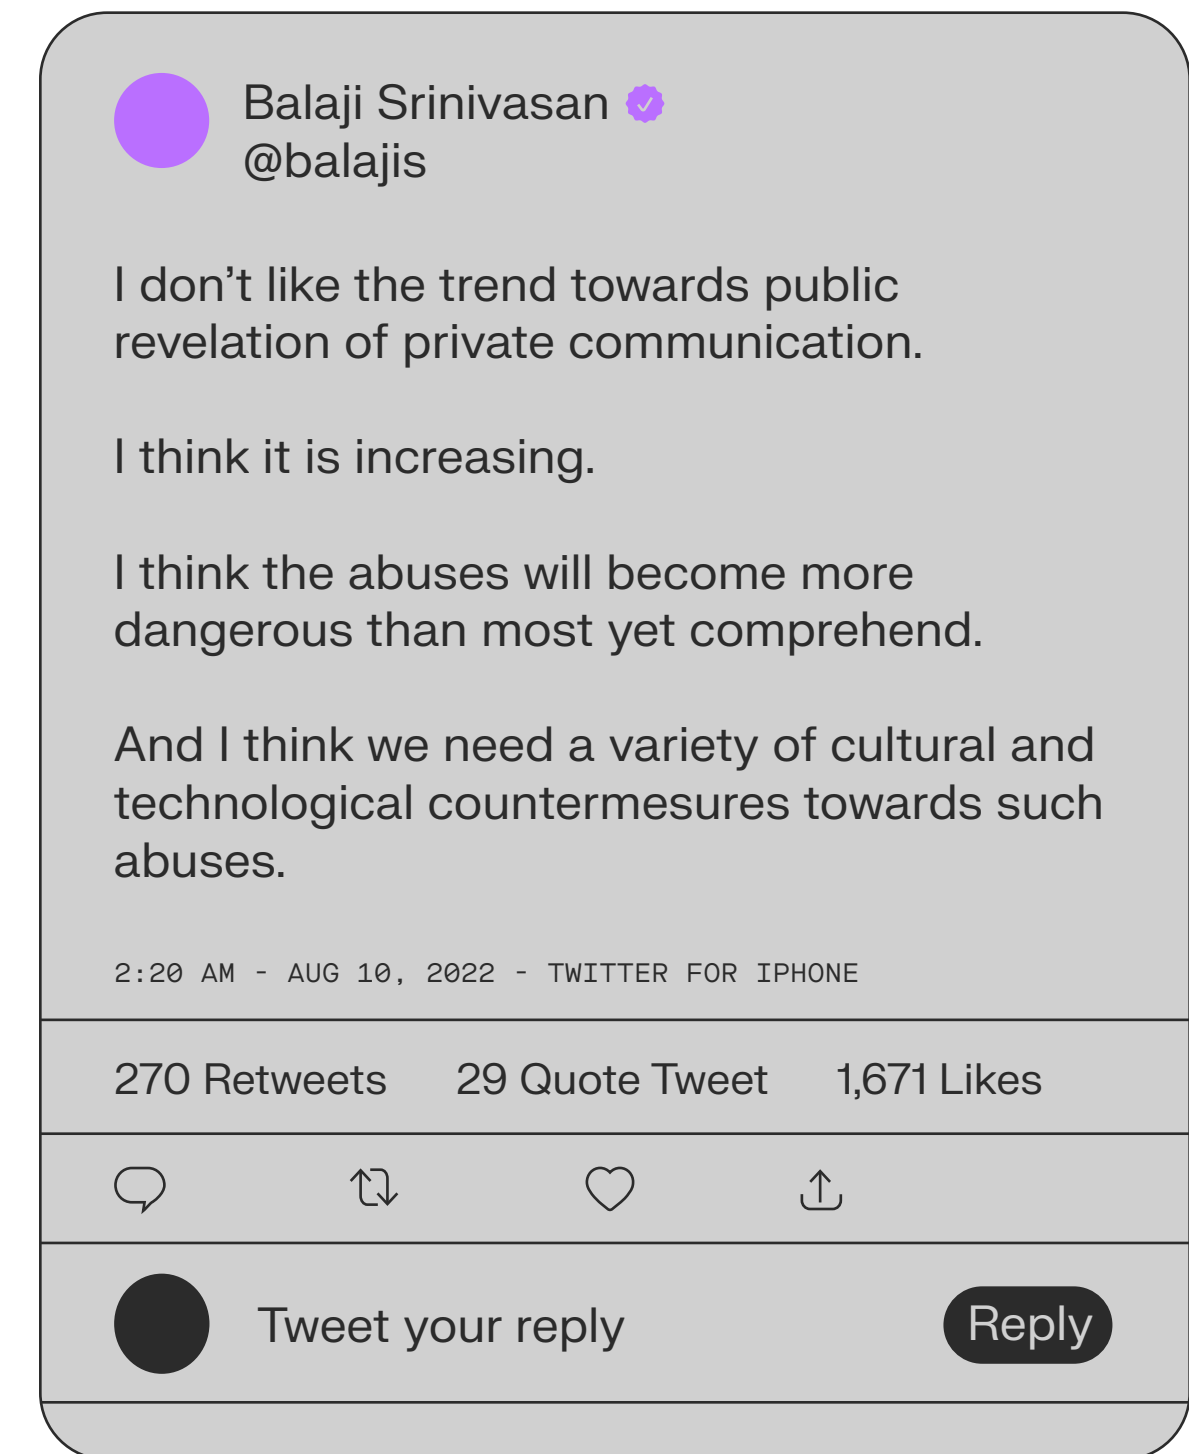 Balaji Srinivasan
@balajis
I don’t like the trend towards public
revelation of private communication.
I think it is increasing.
I think the abuses will become more
dangerous than most yet comprehend.
And I think we need a variety of cultural and
technological countermesures towards such
abuses.
2:20 AM - AUG 10, 2022 - TWITTER FOR IPHONE
270 Retweets 29 Quote Tweet 1,671 Likes
Tweet your reply Reply